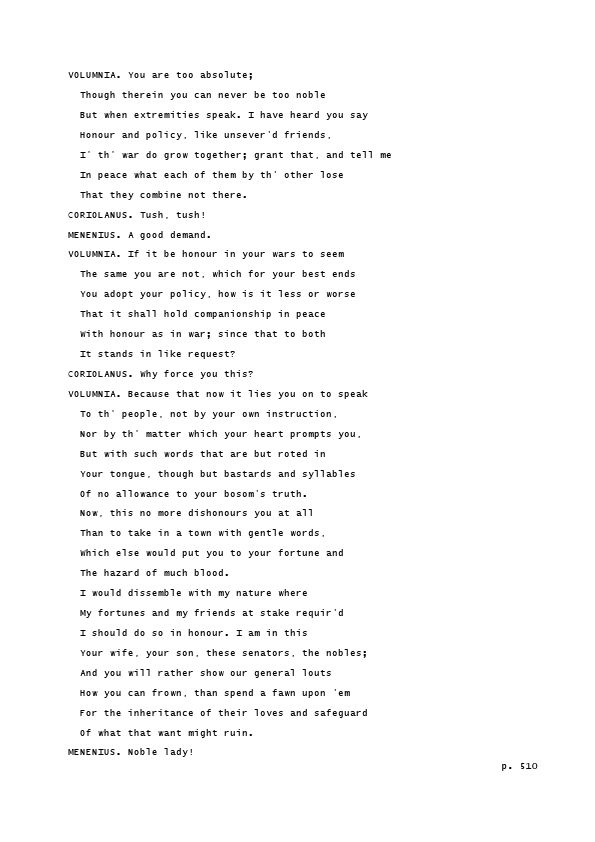 VOLUMNIA. You are too absolute;
Though therein you can never be too noble
But when extremities speak. I have heard you say
Honour and policy, like unsever'd friends,
I' th' war do grow together; grant that, and tell me
In peace what each of them by th' other lose
That they combine not there.
CORIOLANUS. Tush, tush!
MENENIUS. A good demand.
VOLUMNIA. If it be honour in your wars to seem
The same you are not, which for your best ends
You adopt your policy, how is it less or worse
That it shall hold companionship in peace
With honour as in war; since that to both
It stands in like request?
CORIOLANUS. Why force you this?
VOLUMNIA. Because that now it lies you on to speak
To th' people, not by your own instruction,
Nor by th' matter which your heart prompts you,
But with such words that are but roted in
Your tongue, though but bastards and syllables
Of no allowance to your bosom's truth.
Now, this no more dishonours you at all
Than to take in a town with gentle words,
Which else would put you to your fortune and
The hazard of much blood.
I would dissemble with my nature where
My fortunes and my friends at stake requir'd
I should do so in honour. I am in this
Your wife, your son, these senators, the nobles;
And you will rather show our general louts
How you can frown, than spend a fawn upon 'em
For the inheritance of their loves and safeguard
Of what that want might ruin.
MENENIUS. Noble lady!
p. 510